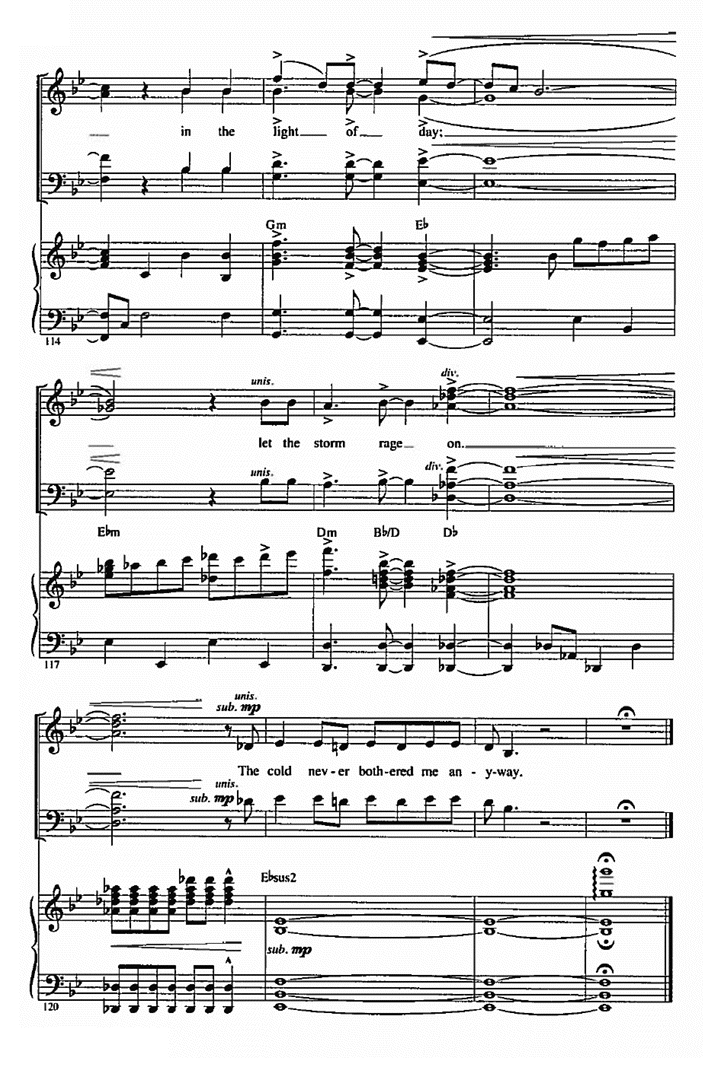 in the light of day;
Gm E♭
114
unis. div.
let the storm rage on.
unis. div.
E♭m Dm B♭/D D♭
117
unis.
sub. mp
The cold nev - er both - ered me an - y - way.
unis.
sub. mp
E♭sus2
sub. mp
120